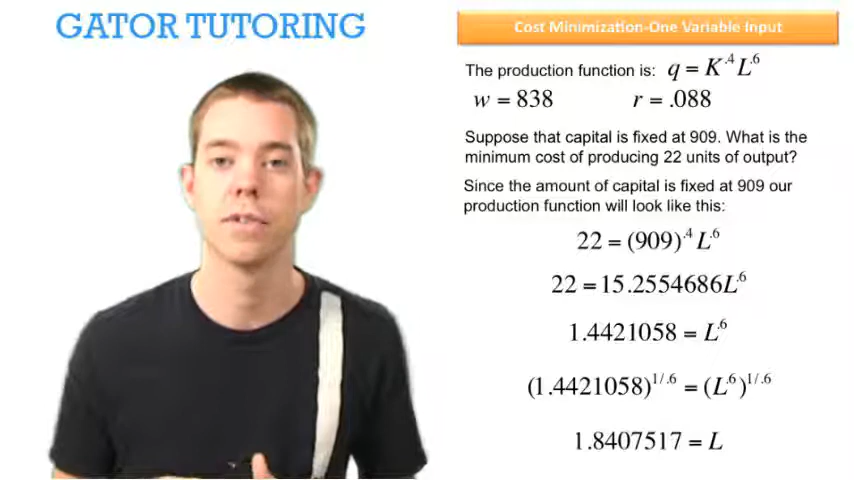 GATOR TUTORING
Cost Minimization-One Variable Input
The production function is: q = K^.4 L^.6
w = 838 r = .088
Suppose that capital is fixed at 909. What is the
minimum cost of producing 22 units of output?
Since the amount of capital is fixed at 909 our
production function will look like this:
22 = (909)^.4 L^.6
22 = 15.2554686L^.6
1.4421058 = L^.6
(1.4421058)^1/.6 = (L^.6)^1/.6
1.8407517 = L